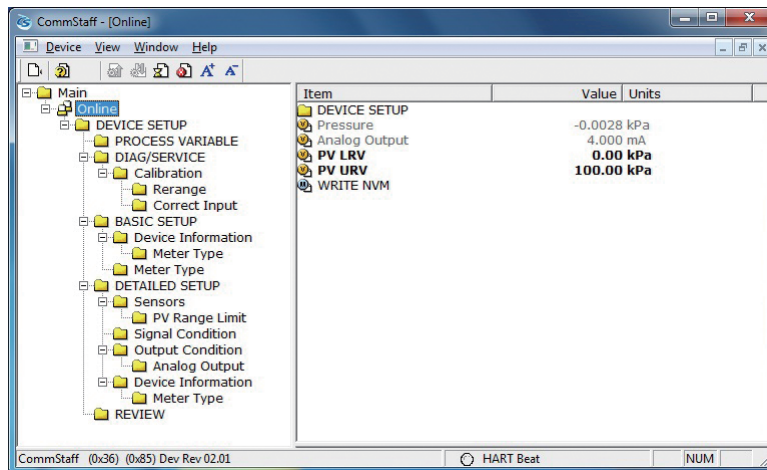 CommStaff - [Online]
Device View Window Help
A+ A-
Main
Online
DEVICE SETUP
PROCESS VARIABLE
DIAG/SERVICE
Calibration
Rerange
Correct Input
BASIC SETUP
Device Information
Meter Type
Meter Type
DETAILED SETUP
Sensors
PV Range Limit
Signal Condition
Output Condition
Analog Output
Device Information
Meter Type
REVIEW
Item Value Units
DEVICE SETUP
Pressure -0.0028 kPa
Analog Output 4.000 mA
PV LRV 0.00 kPa
PV URV 100.00 kPa
WRITE NVM
CommStaff (0x36) (0x85) Dev Rev 02.01 HART Beat NUM